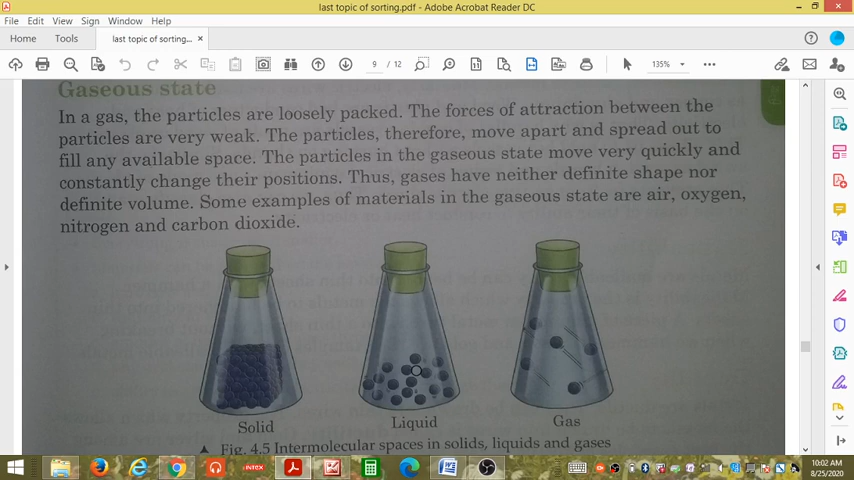 last topic of sorting.pdf - Adobe Acrobat Reader DC
File Edit View Sign Window Help
Home Tools last topic of sorting... ×
9 / 12 135%
Gaseous state
In a gas, the particles are loosely packed. The forces of attraction between the
particles are very weak. The particles, therefore, move apart and spread out to
fill any available space. The particles in the gaseous state move very quickly and
constantly change their positions. Thus, gases have neither definite shape nor
definite volume. Some examples of materials in the gaseous state are air, oxygen,
nitrogen and carbon dioxide.
Solid Liquid Gas
▲ Fig. 4.5 Intermolecular spaces in solids, liquids and gases
intex
10:02 AM
8/25/2020